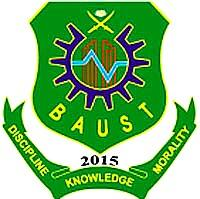 BAUST
2015
DISCIPLINE
KNOWLEDGE
MORALITY